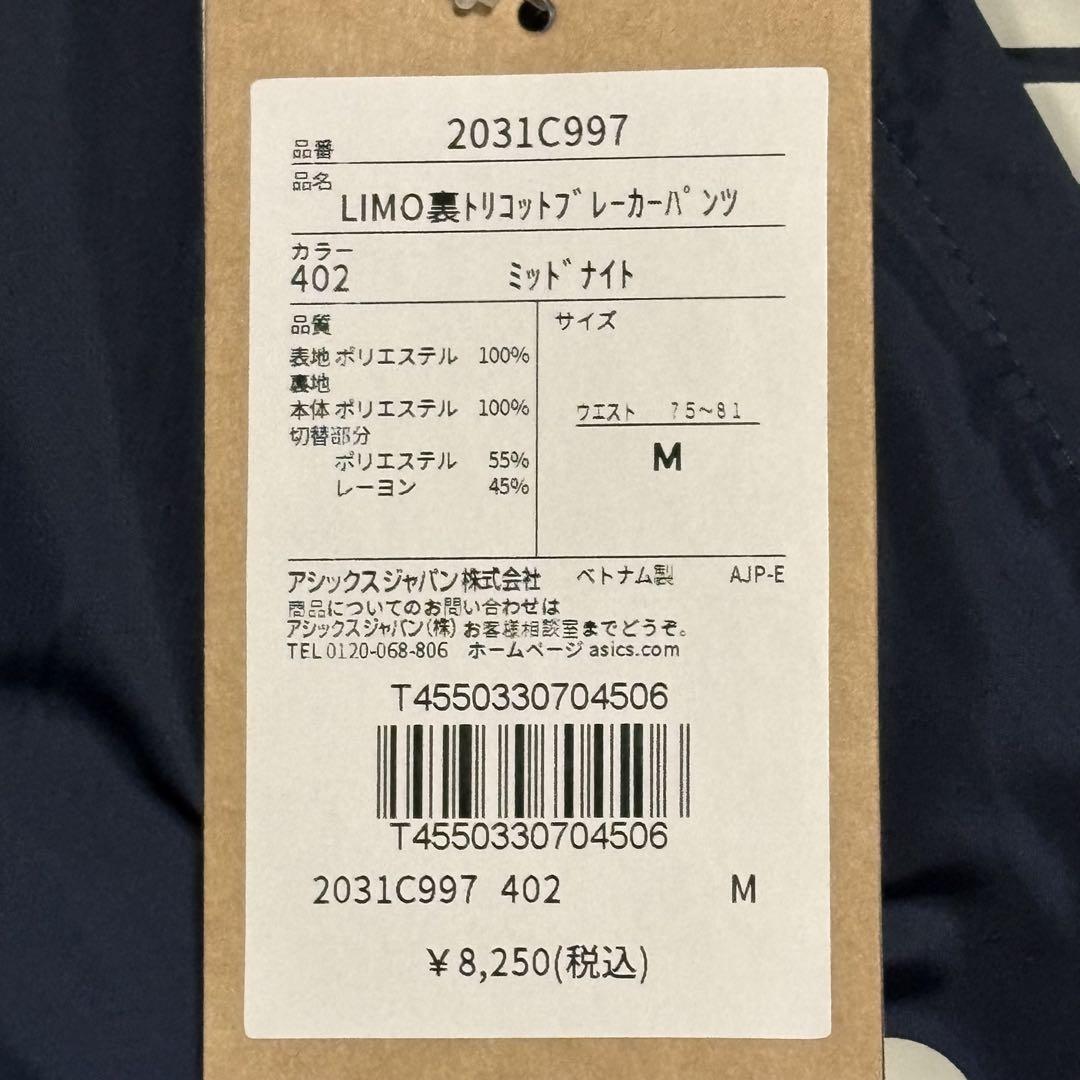 品番 2031C997
品名
LIMO裏ﾄﾘｺｯﾄﾌﾞﾚｰｶｰﾊﾟﾝﾂ
カラー
402 ﾐｯﾄﾞﾅｲﾄ
品質
表地 ポリエステル 100%
裏地
本体 ポリエステル 100%
切替部分
ポリエステル 55%
レーヨン 45%
サイズ
ウエスト 75~81
M
アシックスジャパン株式会社 ベトナム製 AJP-E
商品についてのお問い合わせは
アシックスジャパン(株) お客様相談室までどうぞ。
TEL 0120-068-806 ホームページ asics.com
T4550330704506
T4550330704506
2031C997 402 M
¥8,250(税込)